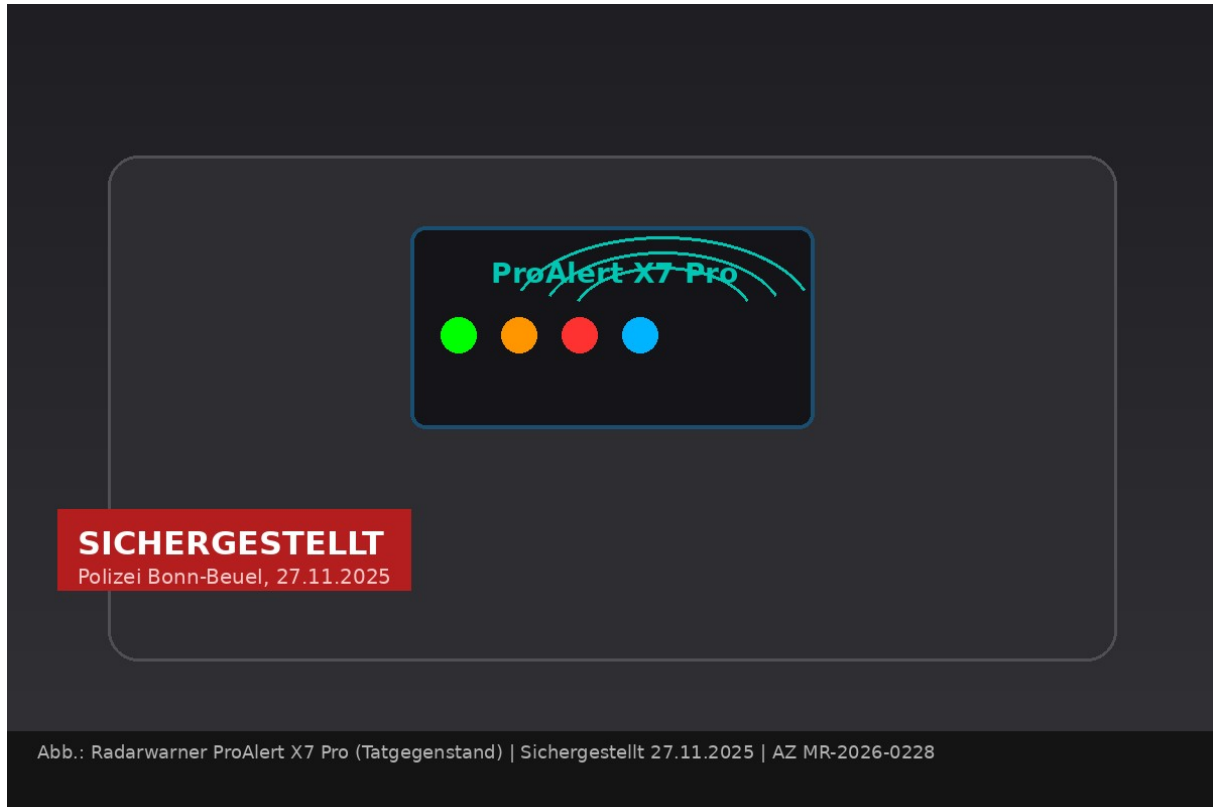 ProAlert X7 Pro
SICHERGESTELLT
Polizei Bonn-Beuel, 27.11.2025
Abb.: Radarwarner ProAlert X7 Pro (Tatgegenstand) | Sichergestellt 27.11.2025 | AZ MR-2026-0228